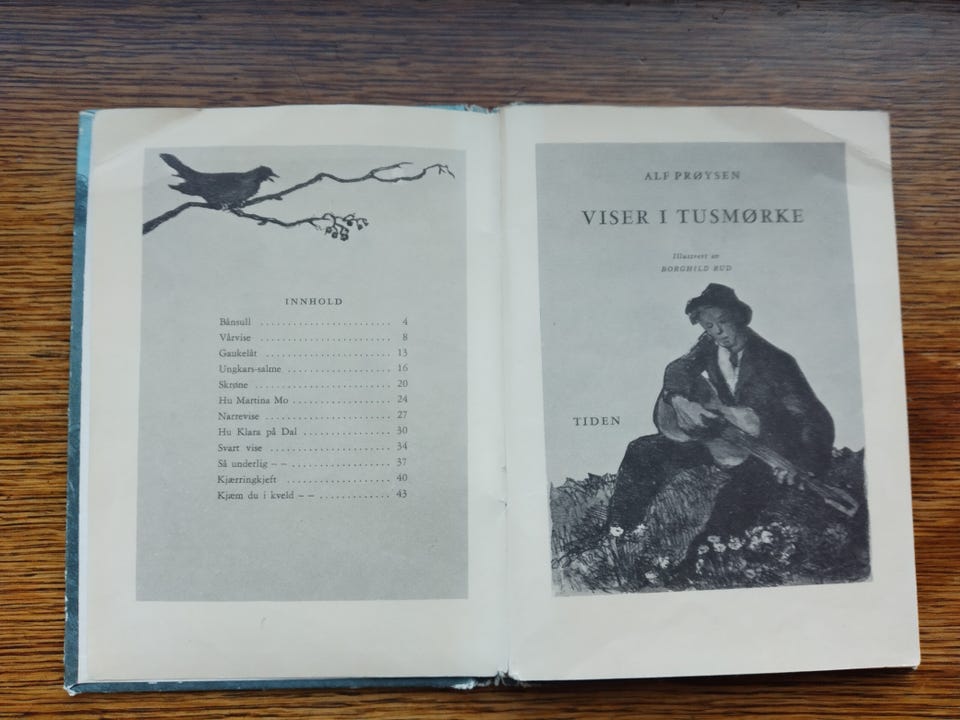 INNHOLD
Bånsull ........................ 4
Vårvise ........................ 8
Gaukelåt ........................ 13
Ungkars-salme .................... 16
Skrøne ........................ 20
Hu Martina Mo .................. 24
Narrevise ........................ 27
Hu Klara på Dal ................ 30
Svart vise ...................... 34
Så underlig – – .................. 37
Kjærringkjeft .................... 40
Kjæm du i kveld – – ............. 43
ALF PRØYSEN
VISER I TUSMØRKE
Illustrert av
BORGHILD RUD
TIDEN